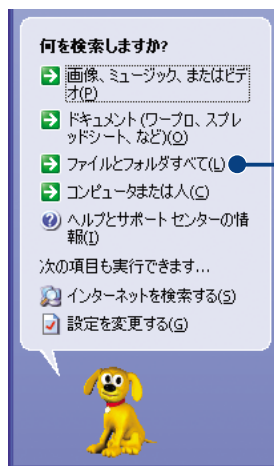 何を検索しますか?
画像、ミュージック、またはビデ
オ(P)
ドキュメント(ワープロ、スプレ
ッドシート、など)(O)
ファイルとフォルダすべて(L)
コンピュータまたは人(C)
ヘルプとサポート センターの情
報(I)
次の項目も実行できます...
インターネットを検索する(S)
設定を変更する(G)